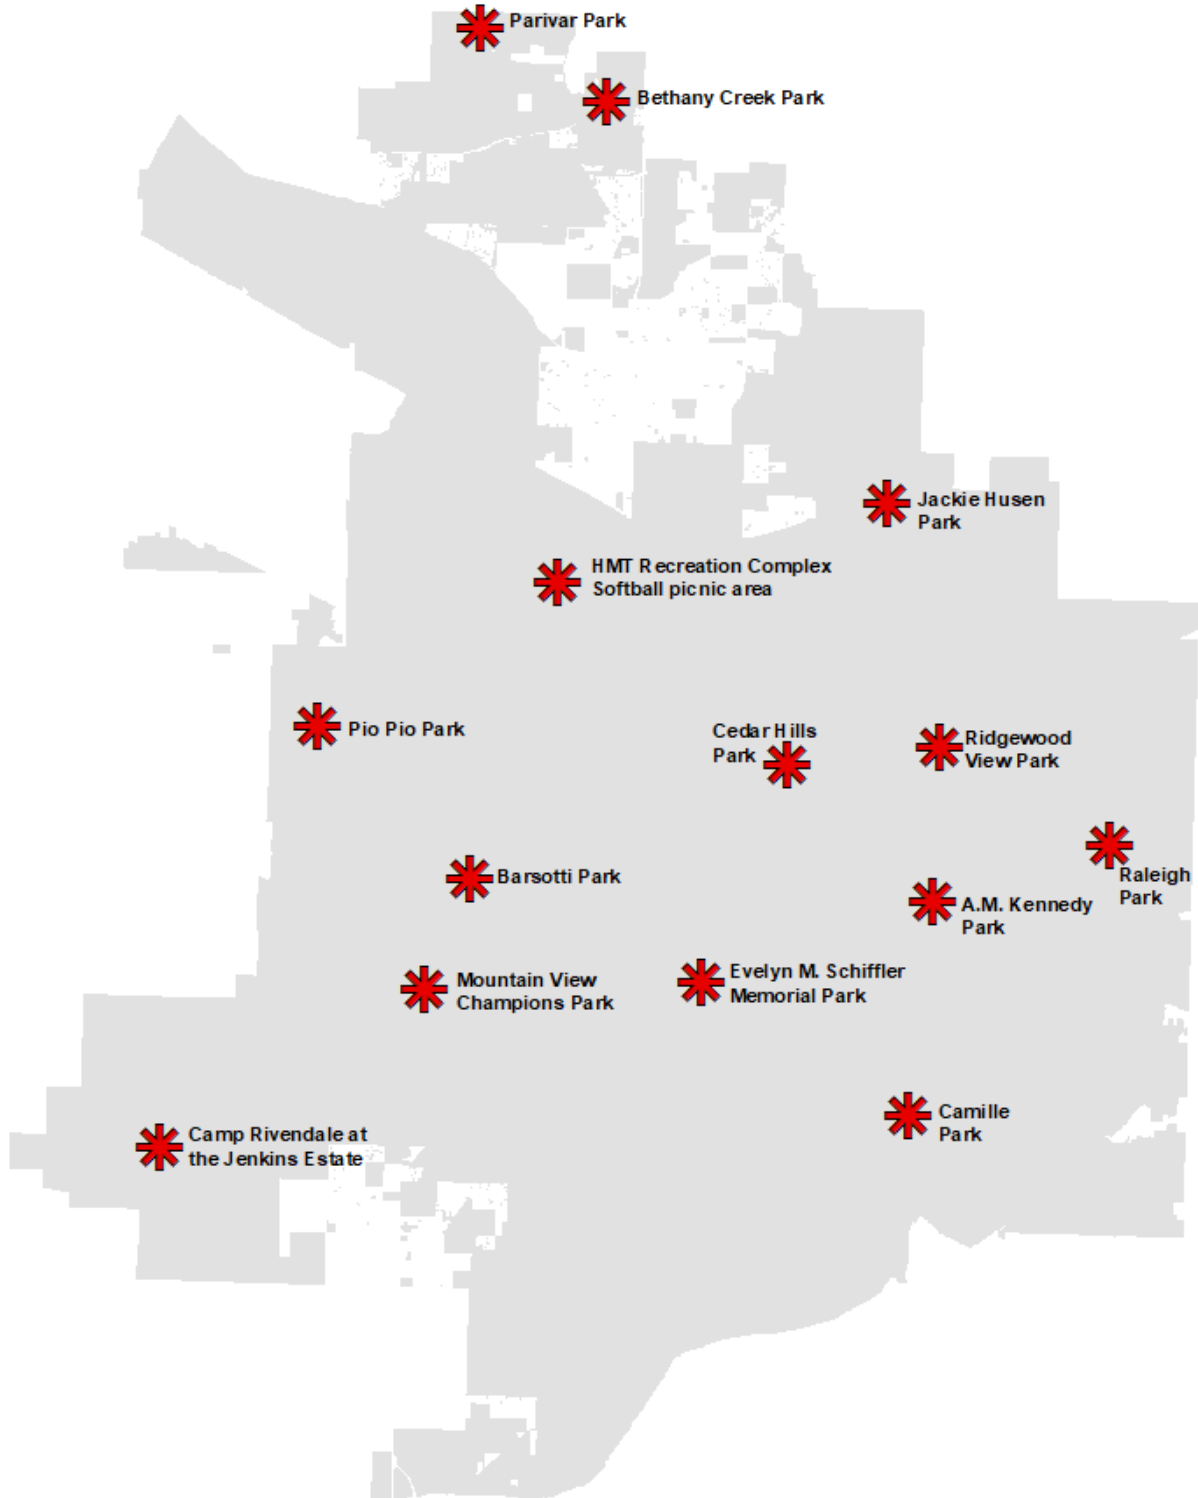 Parivar Park
Bethany Creek Park
Jackie Husen
Park
HMT Recreation Complex
Softball picnic area
Pio Pio Park
Cedar Hills
Park
Ridgewood
View Park
Raleigh
Park
Barsotti Park
A.M. Kennedy
Park
Mountain View
Champions Park
Evelyn M. Schiffler
Memorial Park
Camille
Park
Camp Rivendale at
the Jenkins Estate